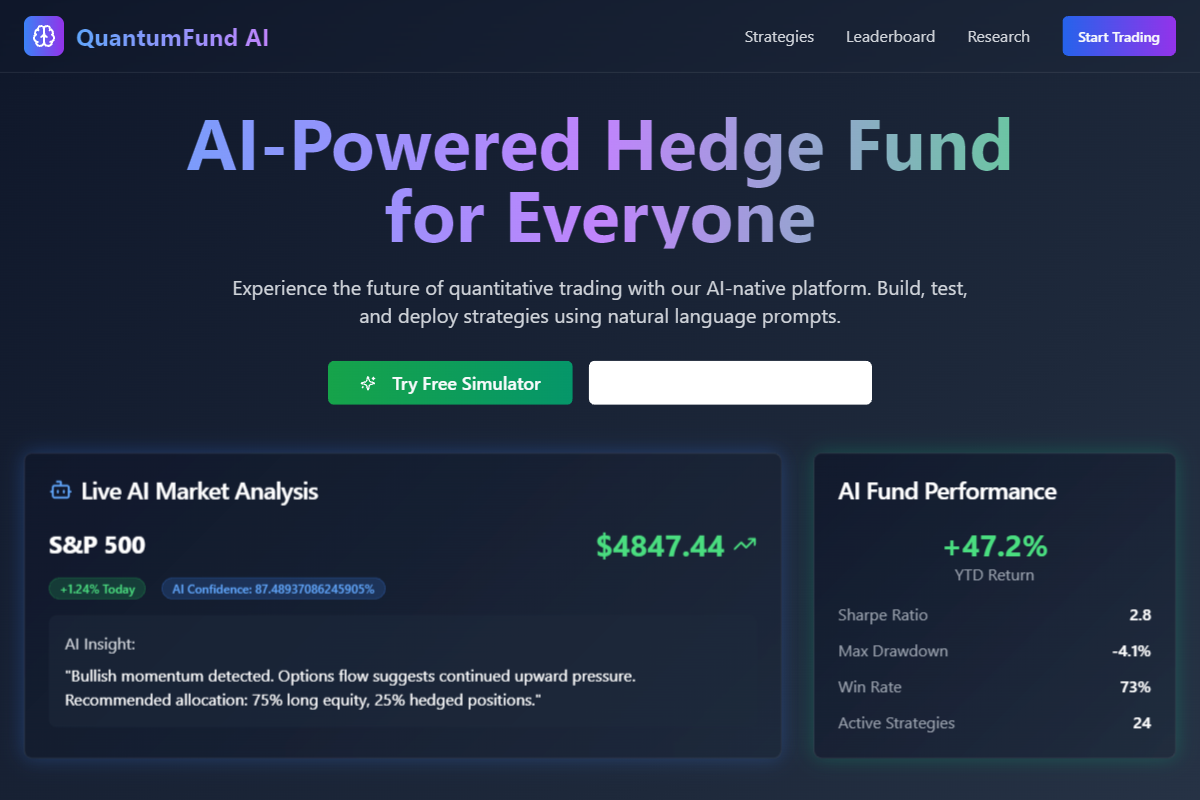 QuantumFund AI
Strategies
Leaderboard
Research
Start Trading
AI-Powered Hedge Fund
for Everyone
Experience the future of quantitative trading with our AI-native platform. Build, test,
and deploy strategies using natural language prompts.
Try Free Simulator
Live AI Market Analysis
S&P 500
$4847.44
+1.24% Today
AI Confidence: 87.48937086245905%
AI Insight:
"Bullish momentum detected. Options flow suggests continued upward pressure.
Recommended allocation: 75% long equity, 25% hedged positions."
AI Fund Performance
+47.2%
YTD Return
Sharpe Ratio 2.8
Max Drawdown -4.1%
Win Rate 73%
Active Strategies 24